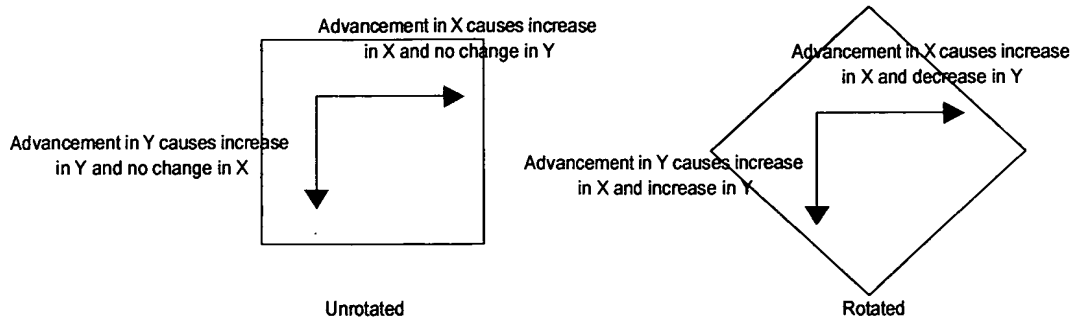 Advancement in X causes increase
in X and no change in Y
Advancement in Y causes increase
in Y and no change in X
Unrotated
Advancement in X causes increase
in X and decrease in Y
Advancement in Y causes increase
in X and increase in Y
Rotated